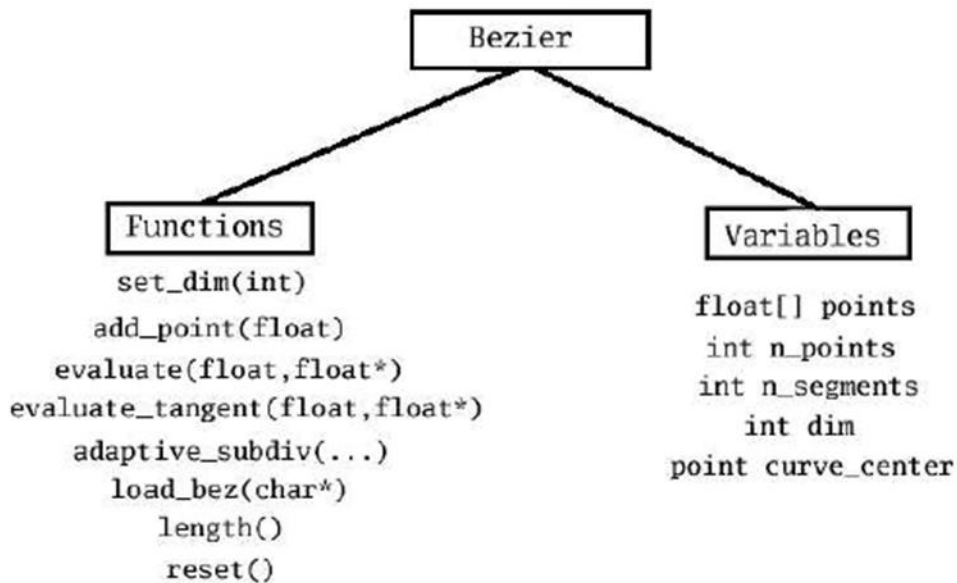 Bezier
Functions
set_dim(int)
add_point(float)
evaluate(float,float*)
evaluate_tangent(float,float*)
adaptive_subdiv(...)
load_bez(char*)
length()
reset()
Variables
float[] points
int n_points
int n_segments
int dim
point curve_center